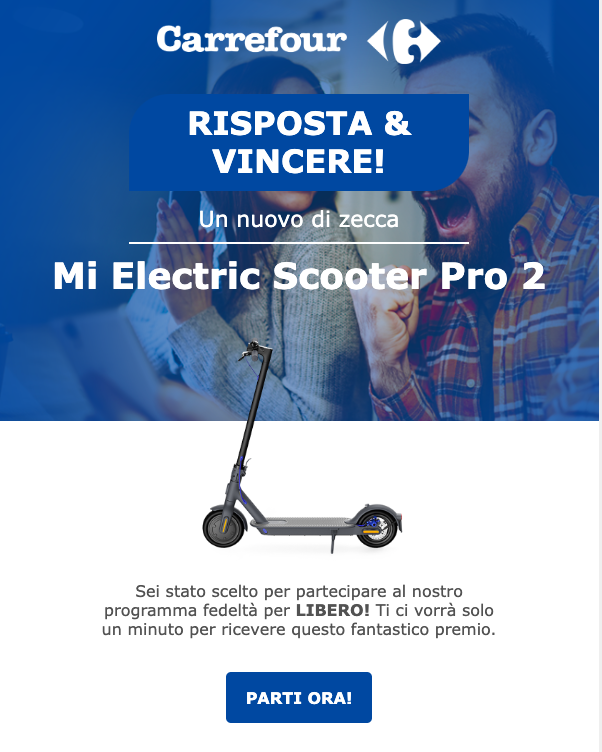 Carrefour
RISPOSTA &
VINCERE!
Un nuovo di zecca
Mi Electric Scooter Pro 2
Sei stato scelto per partecipare al nostro
programma fedeltà per LIBERO! Ti ci vorrà solo
un minuto per ricevere questo fantastico premio.
PARTI ORA!